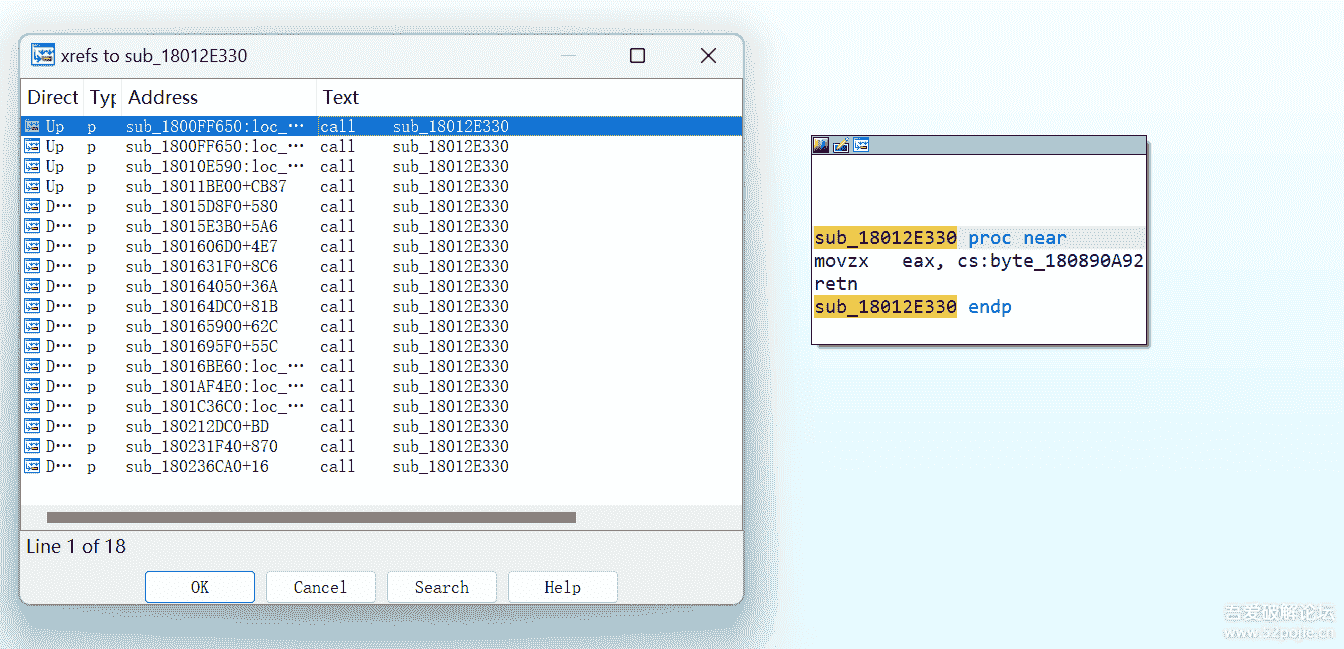 xrefs to sub_18012E330
Direct Typ Address Text
Up p sub_1800FF650:loc_⋯ call sub_18012E330
Up p sub_1800FF650:loc_⋯ call sub_18012E330
Up p sub_18010E590:loc_⋯ call sub_18012E330
Up p sub_18011BE00+CB87 call sub_18012E330
D⋯ p sub_18015D8F0+580 call sub_18012E330
D⋯ p sub_18015E3B0+5A6 call sub_18012E330
D⋯ p sub_1801606D0+4E7 call sub_18012E330
D⋯ p sub_1801631F0+8C6 call sub_18012E330
D⋯ p sub_180164050+36A call sub_18012E330
D⋯ p sub_180164DC0+81B call sub_18012E330
D⋯ p sub_180165900+62C call sub_18012E330
D⋯ p sub_1801695F0+55C call sub_18012E330
D⋯ p sub_18016BE60:loc_⋯ call sub_18012E330
D⋯ p sub_1801AF4E0:loc_⋯ call sub_18012E330
D⋯ p sub_1801C36C0:loc_⋯ call sub_18012E330
D⋯ p sub_180212DC0+BD call sub_18012E330
D⋯ p sub_180231F40+870 call sub_18012E330
D⋯ p sub_180236CA0+16 call sub_18012E330
Line 1 of 18
OK Cancel Search Help
sub_18012E330 proc near
movzx eax, cs:byte_180890A92
retn
sub_18012E330 endp
吾爱破解论坛
www.52pojie.cn